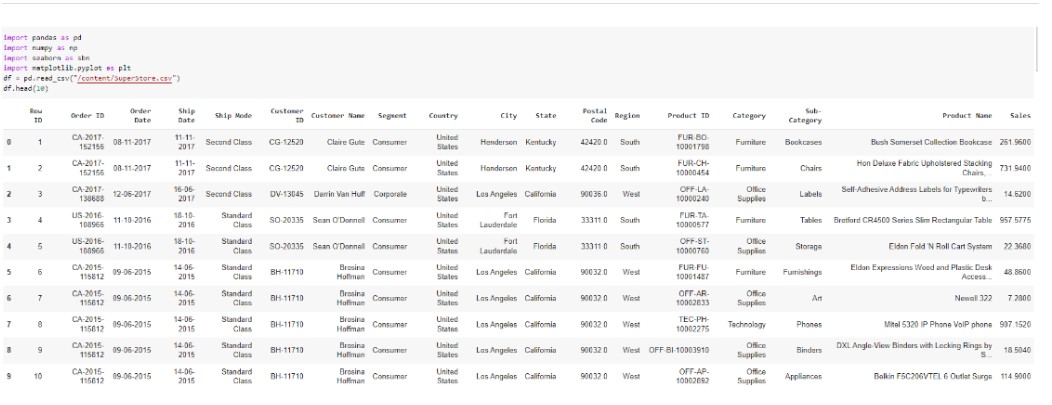 import pandas as pd
import numpy as np
import seaborn as sbn
import matplotlib.pyplot as plt
df = pd.read_csv("/content/SuperStore.csv")
df.head(10)
Row ID Order ID Order Date Ship Date Ship Mode Customer ID Customer Name Segment Country City State Postal Code Region Product ID Category Sub-Category Product Name Sales
0 1 CA-2017-152156 08-11-2017 11-11-2017 Second Class CG-12520 Claire Gute Consumer United States Henderson Kentucky 42420.0 South FUR-BO-10001798 Furniture Bookcases Bush Somerset Collection Bookcase 261.9600
1 2 CA-2017-152156 08-11-2017 11-11-2017 Second Class CG-12520 Claire Gute Consumer United States Henderson Kentucky 42420.0 South FUR-CH-10000454 Furniture Chairs Hon Deluxe Fabric Upholstered Stacking Chairs,... 731.9400
2 3 CA-2017-138688 12-06-2017 16-06-2017 Second Class DV-13045 Darrin Van Huff Corporate United States Los Angeles California 90036.0 West OFF-LA-10000240 Office Supplies Labels Self-Adhesive Address Labels for Typewriters b... 14.6200
3 4 US-2016-108966 11-10-2016 18-10-2016 Standard Class SO-20335 Sean O'Donnell Consumer United States Fort Lauderdale Florida 33311.0 South FUR-TA-10000577 Furniture Tables Bretford CR4500 Series Slim Rectangular Table 957.5775
4 5 US-2016-108966 11-10-2016 18-10-2016 Standard Class SO-20335 Sean O'Donnell Consumer United States Fort Lauderdale Florida 33311.0 South OFF-ST-10000760 Office Supplies Storage Eldon Fold 'N Roll Cart System 22.3680
5 6 CA-2015-115812 09-06-2015 14-06-2015 Standard Class BH-11710 Brosina Hoffman Consumer United States Los Angeles California 90032.0 West FUR-FU-10001487 Furniture Furnishings Eldon Expressions Wood and Plastic Desk Access... 48.8600
6 7 CA-2015-115812 09-06-2015 14-06-2015 Standard Class BH-11710 Brosina Hoffman Consumer United States Los Angeles California 90032.0 West OFF-AR-10002833 Office Supplies Art Newell 322 7.2800
7 8 CA-2015-115812 09-06-2015 14-06-2015 Standard Class BH-11710 Brosina Hoffman Consumer United States Los Angeles California 90032.0 West TEC-PH-10002275 Technology Phones Mitel 5320 IP Phone VoIP phone 907.1520
8 9 CA-2015-115812 09-06-2015 14-06-2015 Standard Class BH-11710 Brosina Hoffman Consumer United States Los Angeles California 90032.0 West OFF-BI-10003910 Office Supplies Binders DXL Angle-View Binders with Locking Rings by S... 18.5040
9 10 CA-2015-115812 09-06-2015 14-06-2015 Standard Class BH-11710 Brosina Hoffman Consumer United States Los Angeles California 90032.0 West OFF-AP-10002892 Office Supplies Appliances Belkin F5C206VTEL 6 Outlet Surge 114.9000